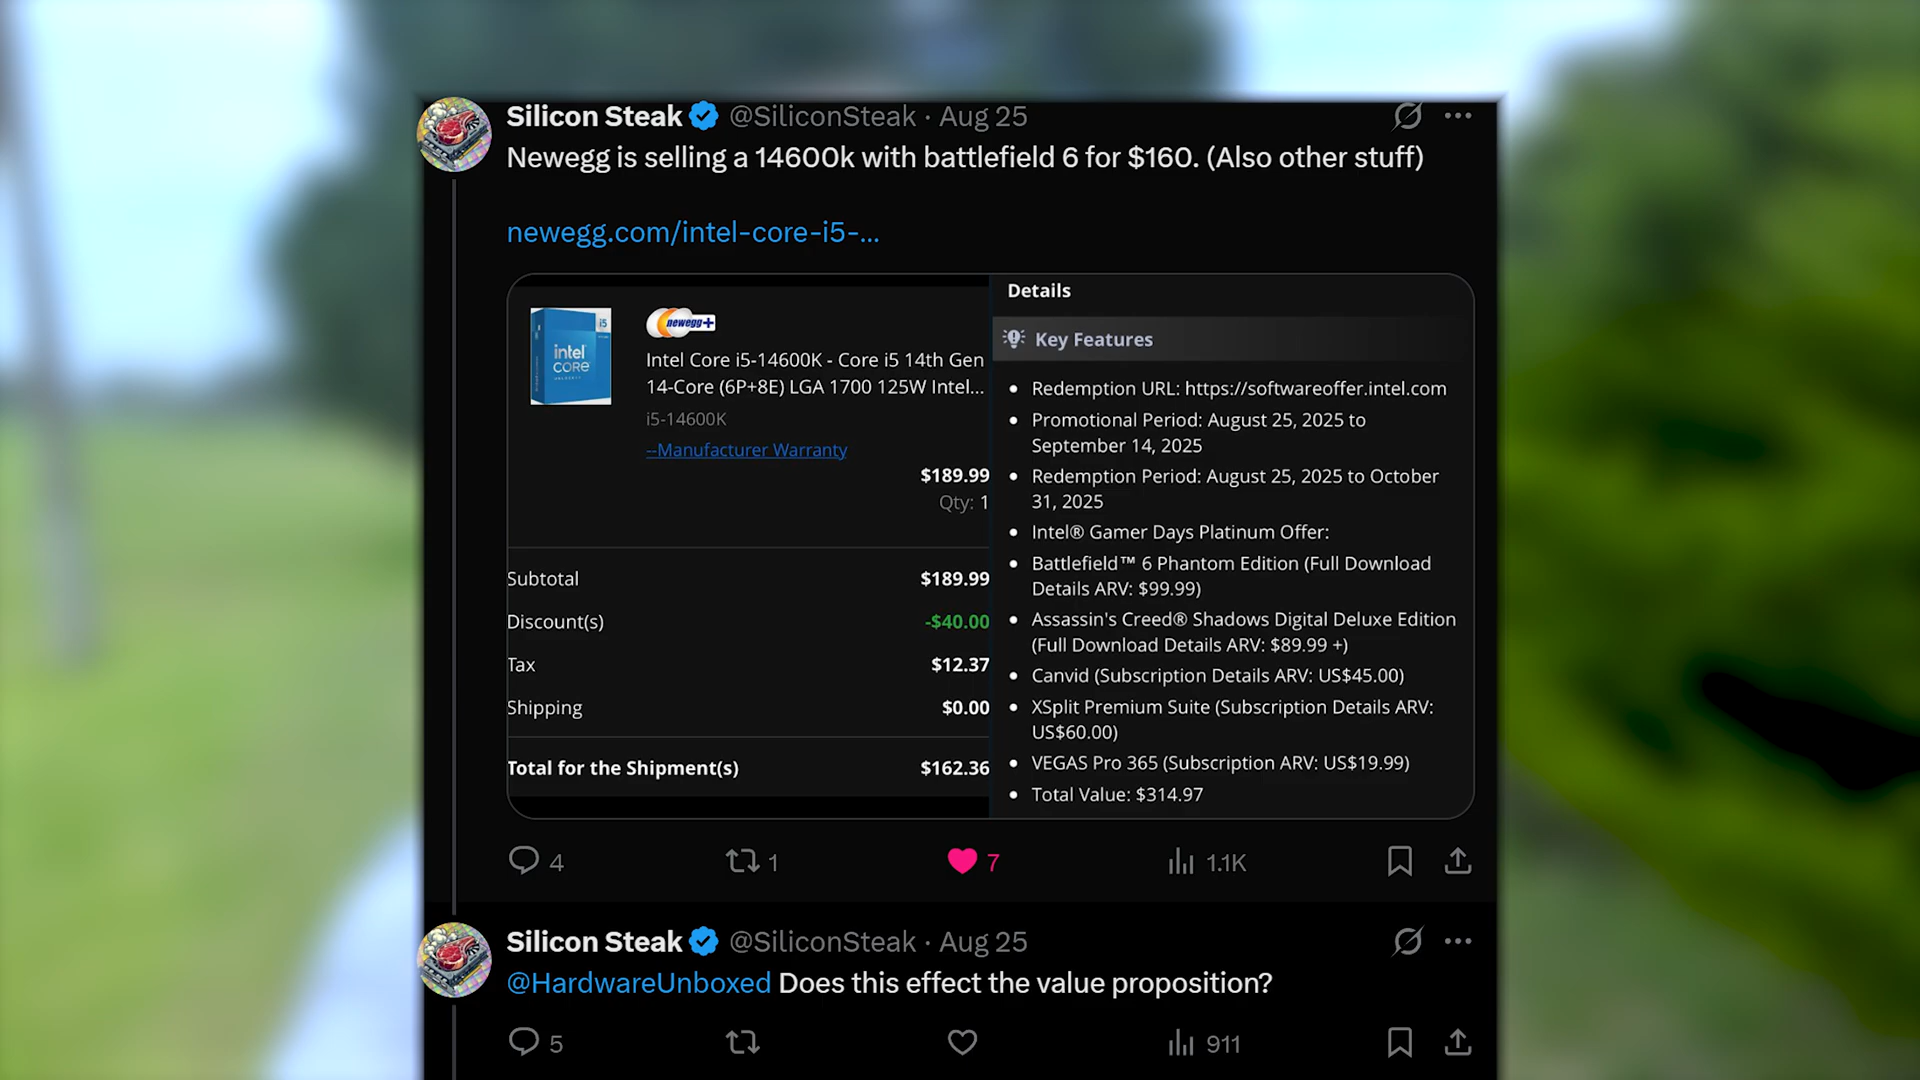 Silicon Steak @SiliconSteak · Aug 25
Newegg is selling a 14600k with battlefield 6 for $160. (Also other stuff)
newegg.com/intel-core-i5-...
newegg+
intel
CORE
i5
Intel Core i5-14600K - Core i5 14th Gen
14-Core (6P+8E) LGA 1700 125W Intel...
i5-14600K
--Manufacturer Warranty
$189.99
Qty: 1
Subtotal $189.99
Discount(s) -$40.00
Tax $12.37
Shipping $0.00
Total for the Shipment(s) $162.36
Details
Key Features
• Redemption URL: https://softwareoffer.intel.com
• Promotional Period: August 25, 2025 to
September 14, 2025
• Redemption Period: August 25, 2025 to October
31, 2025
• Intel® Gamer Days Platinum Offer:
• Battlefield™ 6 Phantom Edition (Full Download
Details ARV: $99.99)
• Assassin's Creed® Shadows Digital Deluxe Edition
(Full Download Details ARV: $89.99 +)
• Canvid (Subscription Details ARV: US$45.00)
• XSplit Premium Suite (Subscription Details ARV:
US$60.00)
• VEGAS Pro 365 (Subscription ARV: US$19.99)
• Total Value: $314.97
4 1 7 1.1K
Silicon Steak @SiliconSteak · Aug 25
@HardwareUnboxed Does this effect the value proposition?
5 911